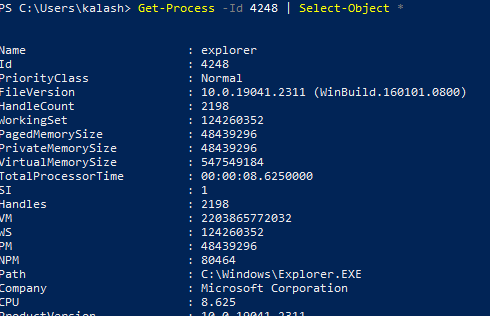 PS C:\Users\kalash> Get-Process -Id 4248 | Select-Object *
Name : explorer
Id : 4248
PriorityClass : Normal
FileVersion : 10.0.19041.2311 (WinBuild.160101.0800)
HandleCount : 2198
WorkingSet : 124260352
PagedMemorySize : 48439296
PrivateMemorySize : 48439296
VirtualMemorySize : 547549184
TotalProcessorTime : 00:00:08.6250000
SI : 1
Handles : 2198
VM : 2203865772032
WS : 124260352
PM : 48439296
NPM : 80464
Path : C:\Windows\Explorer.EXE
Company : Microsoft Corporation
CPU : 8.625
ProductVersion : 10.0.19041.2311